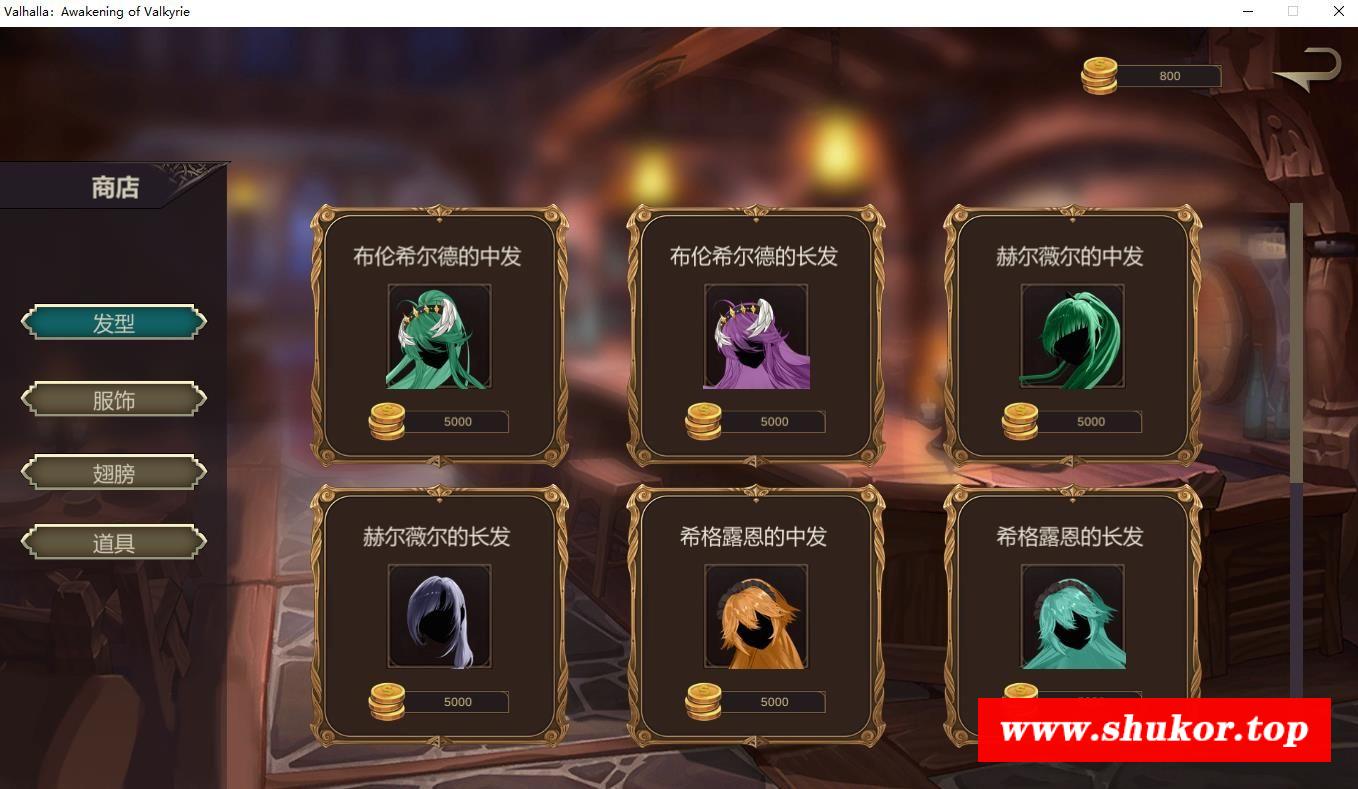 Valhalla: Awakening of Valkyrie
800
商店
发型
服饰
翅膀
道具
布伦希尔德的中发
布伦希尔德的长发
赫尔薇尔的中发
5000
5000
5000
赫尔薇尔的长发
希格露恩的中发
希格露恩的长发
5000
5000
www.shukor.top